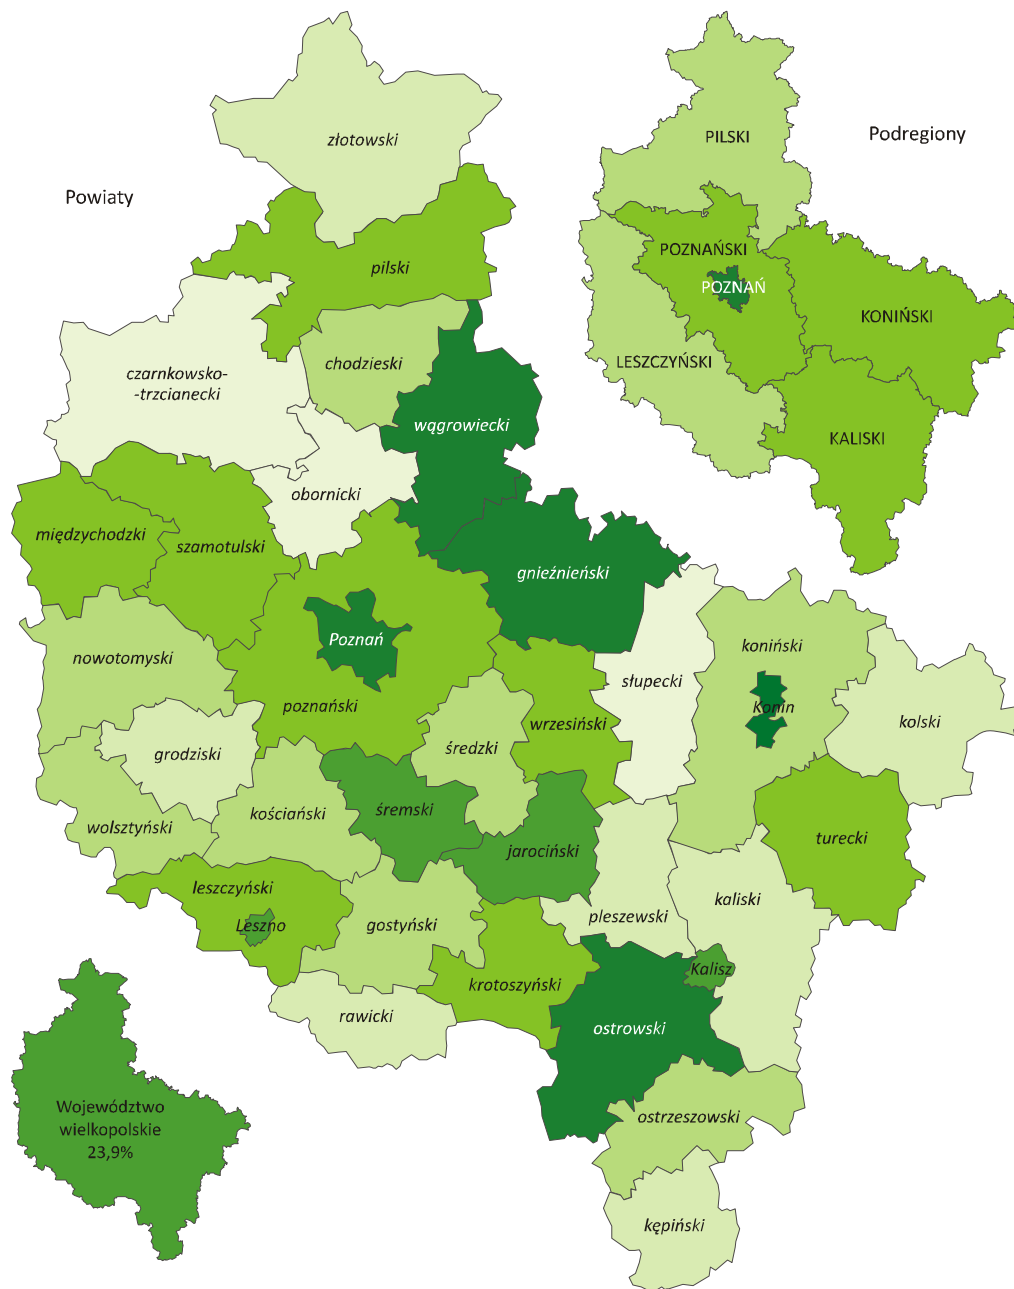 Powiaty
złotowski
pilski
chodzieski
czarnkowsko-
-trzcianecki
wągrowiecki
obornicki
międzychodzki
szamotulski
gnieźnieński
Poznań
nowotomyski
poznański
słupecki
koniński
Konin
kolski
wrzesiński
średzki
grodziski
śremski
kościański
wolsztyński
jarociński
turecki
leszczyński
Leszno
gostyński
pleszewski
kaliski
Kalisz
krotoszyński
rawicki
ostrowski
ostrzeszowski
kępiński
Podregiony
PILSKI
POZNAŃSKI
POZNAŃ
KONIŃSKI
LESZCZYŃSKI
KALISKI
Województwo
wielkopolskie
23,9%